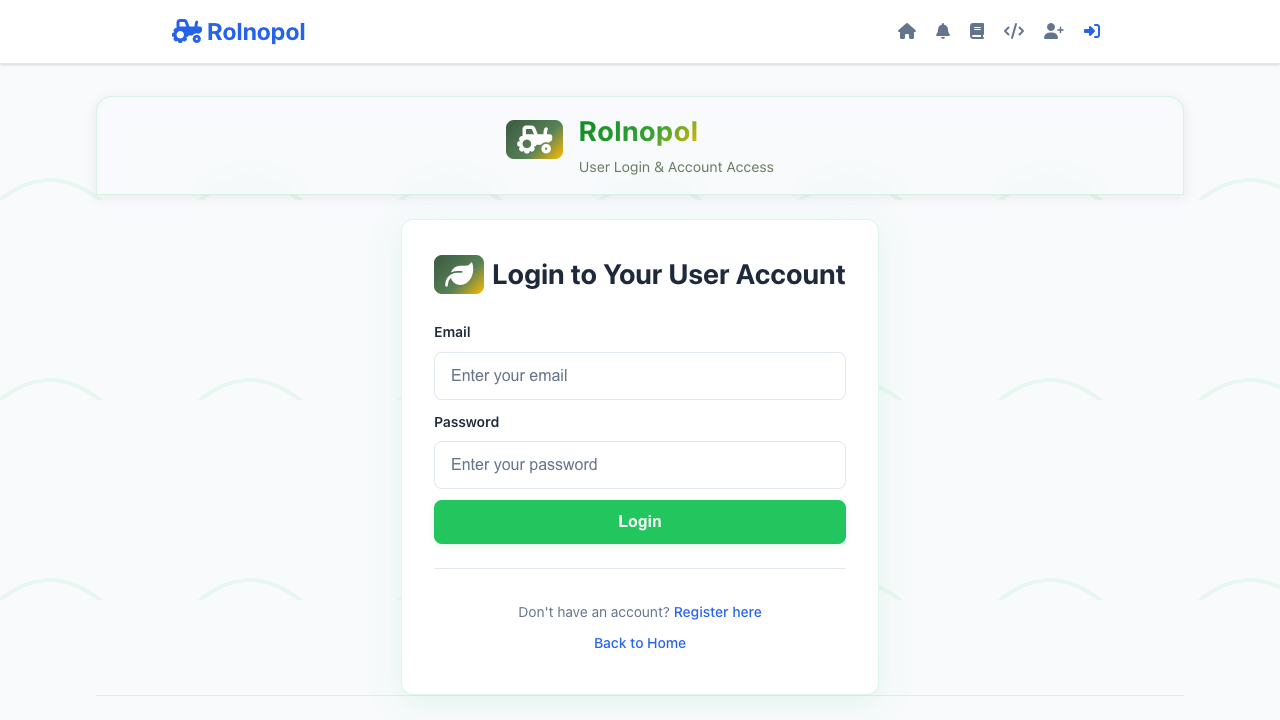 Rolnopol
Rolnopol
User Login & Account Access
Login to Your User Account
Email
Enter your email
Password
Enter your password
Login
Don't have an account? Register here
Back to Home